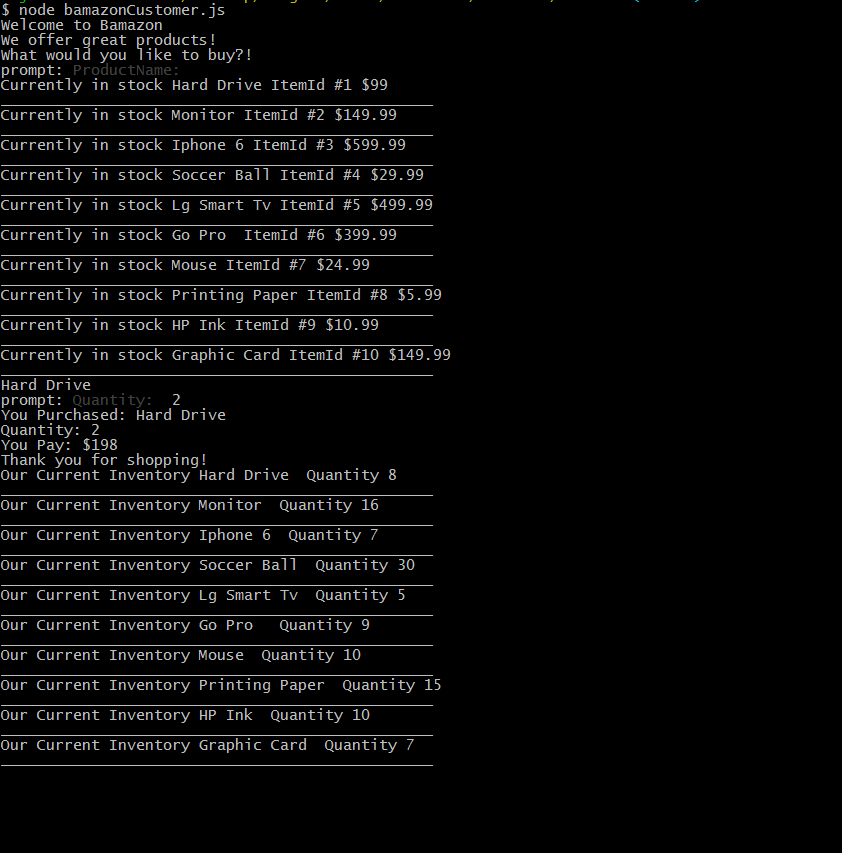 $ node bamazonCustomer.js
Welcome to Bamazon
We offer great products!
What would you like to buy?!
prompt: ProductName:
Currently in stock Hard Drive ItemId #1 $99
Currently in stock Monitor ItemId #2 $149.99
Currently in stock Iphone 6 ItemId #3 $599.99
Currently in stock Soccer Ball ItemId #4 $29.99
Currently in stock Lg Smart Tv ItemId #5 $499.99
Currently in stock Go Pro  ItemId #6 $399.99
Currently in stock Mouse ItemId #7 $24.99
Currently in stock Printing Paper ItemId #8 $5.99
Currently in stock HP Ink ItemId #9 $10.99
Currently in stock Graphic Card ItemId #10 $149.99
Hard Drive
prompt: Quantity:  2
You Purchased: Hard Drive
Quantity: 2
You Pay: $198
Thank you for shopping!
Our Current Inventory Hard Drive  Quantity 8
Our Current Inventory Monitor  Quantity 16
Our Current Inventory Iphone 6  Quantity 7
Our Current Inventory Soccer Ball  Quantity 30
Our Current Inventory Lg Smart Tv  Quantity 5
Our Current Inventory Go Pro   Quantity 9
Our Current Inventory Mouse  Quantity 10
Our Current Inventory Printing Paper  Quantity 15
Our Current Inventory HP Ink  Quantity 10
Our Current Inventory Graphic Card  Quantity 7